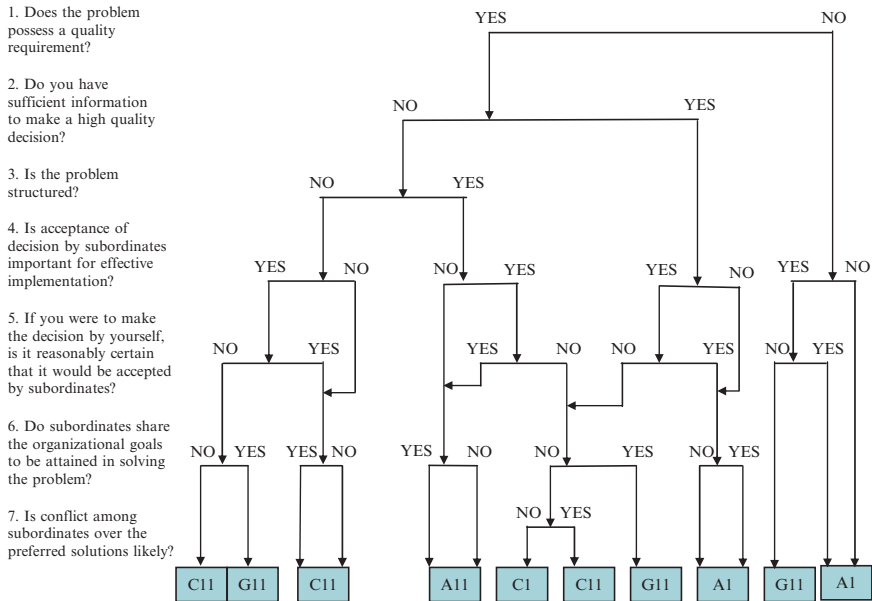 1. Does the problem
possess a quality
requirement?
YES
NO
2. Do you have
sufficient information
to make a high quality
decision?
NO
YES
3. Is the problem
structured?
NO
YES
4. Is acceptance of
decision by subordinates
important for effective
implementation?
YES
NO
NO
YES
YES
NO
YES
NO
5. If you were to make
the decision by yourself,
is it reasonably certain
that it would be accepted
by subordinates?
NO
YES
YES
NO
NO
YES
NO
YES
6. Do subordinates share
the organizational goals
to be attained in solving
the problem?
NO
YES
YES
NO
YES
NO
NO
YES
NO
YES
7. Is conflict among
subordinates over the
preferred solutions likely?
NO
YES
C11
G11
C11
A11
C1
C11
G11
A1
G11
A1